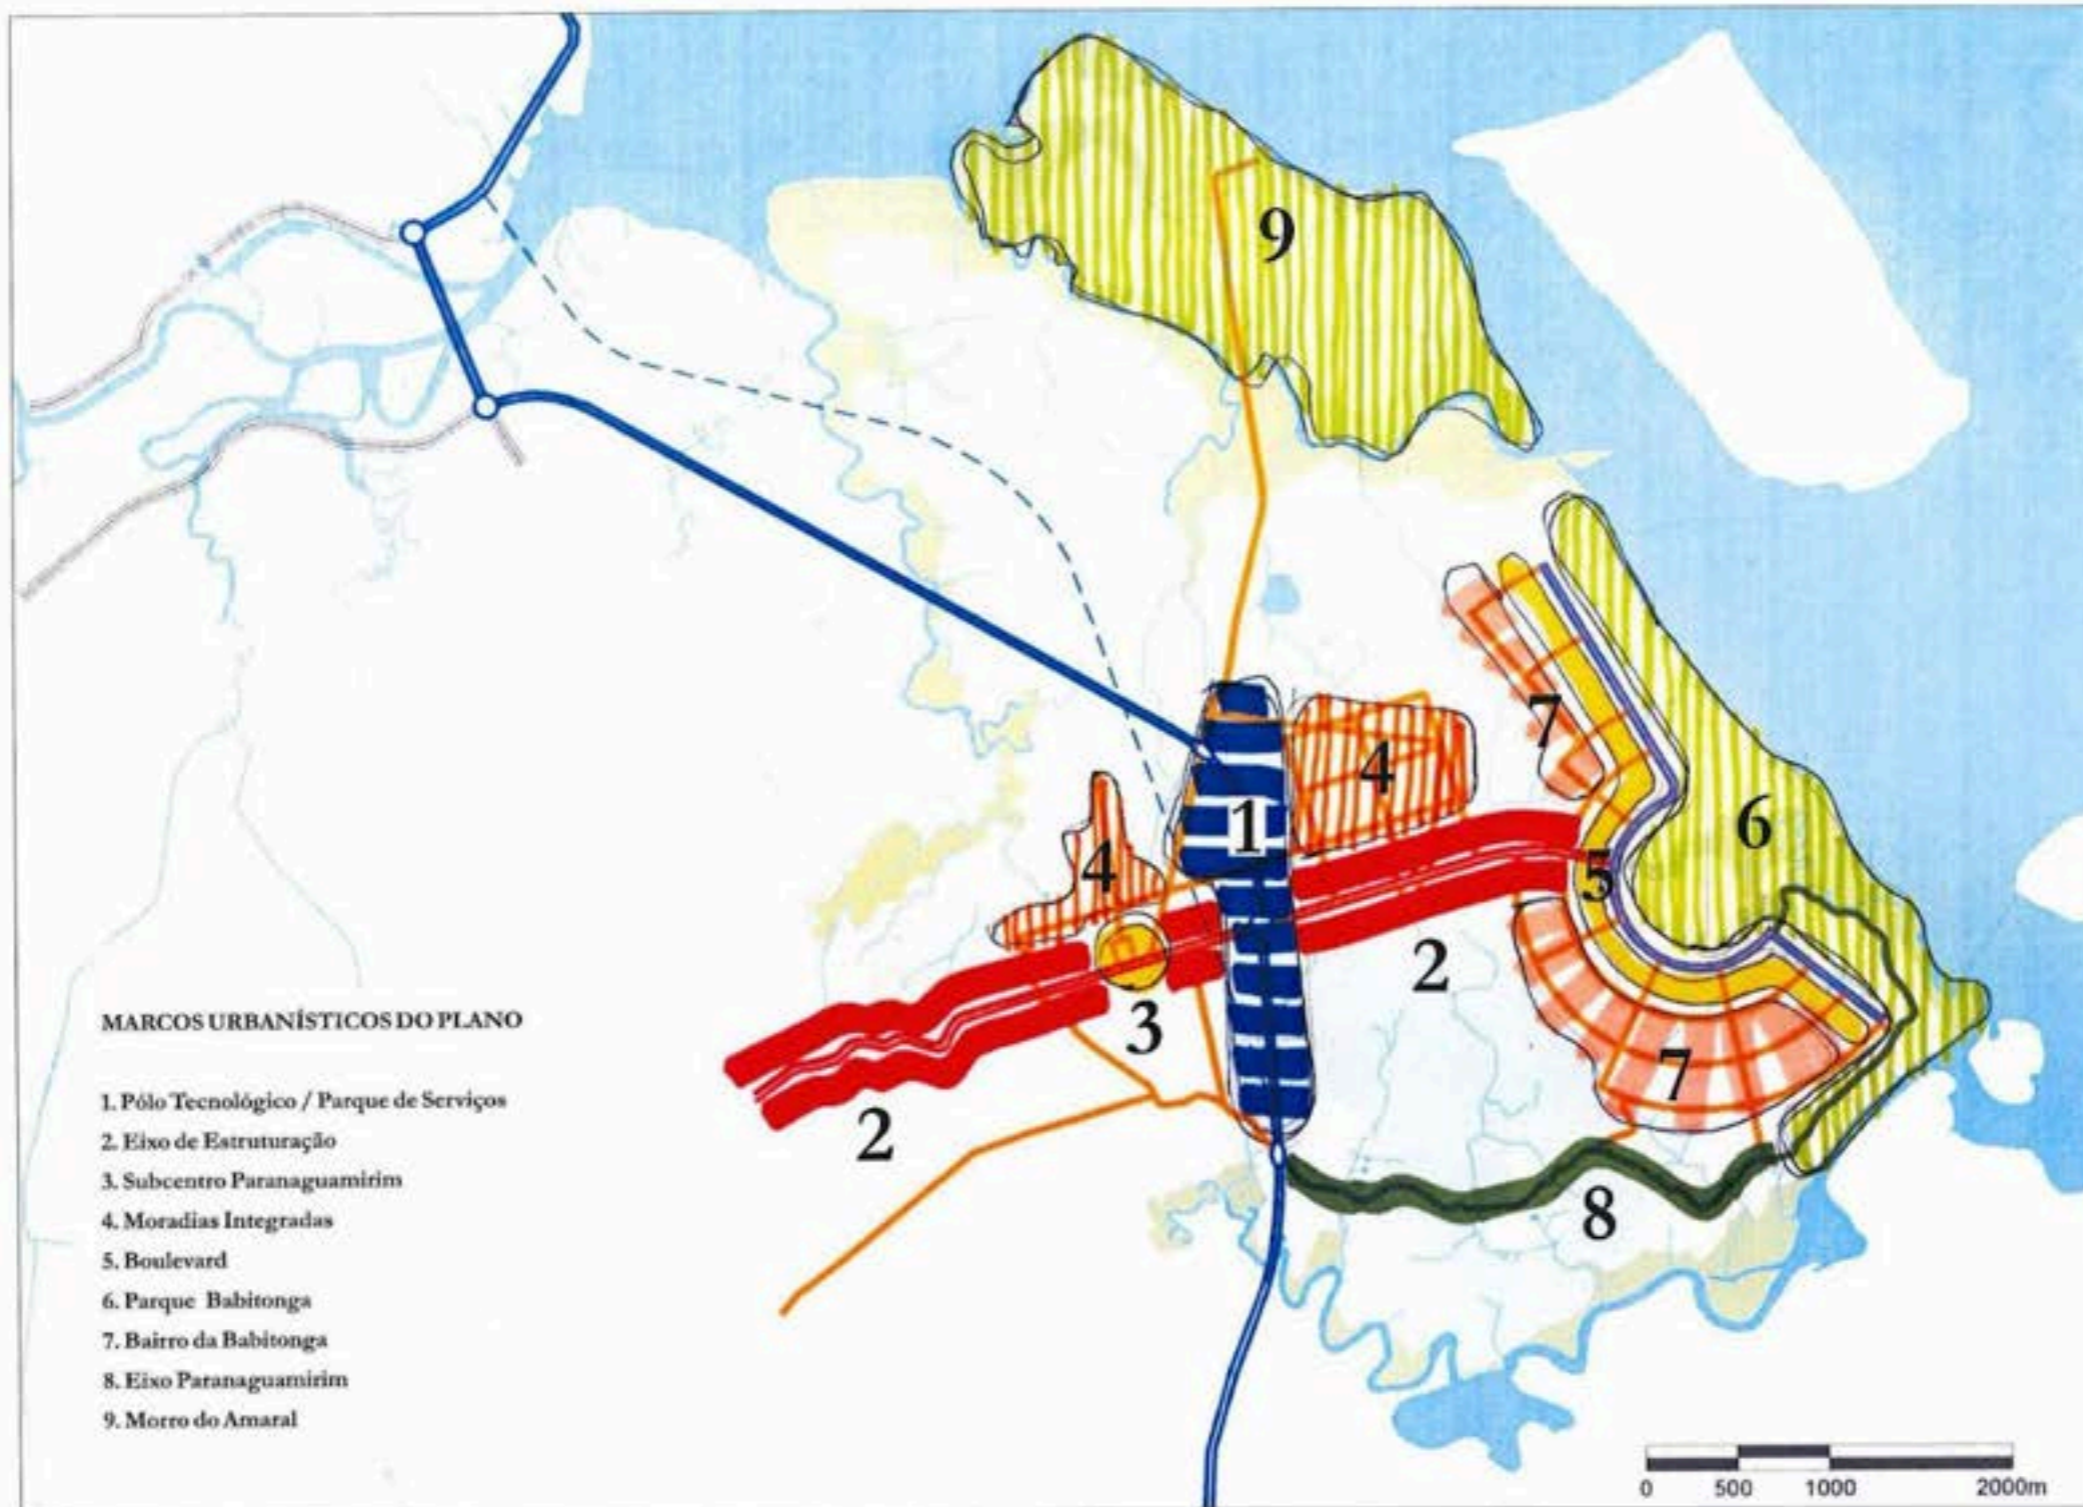 9
7
4
1
6
4
5
2
3
7
2
8
MARCOS URBANÍSTICOS DO PLANO
1. Pólo Tecnológico / Parque de Serviços
2. Eixo de Estruturação
3. Subcentro Paranaguamirim
4. Moradias Integradas
5. Boulevard
6. Parque Babitonga
7. Bairro da Babitonga
8. Eixo Paranaguamirim
9. Morro do Amaral
0 500 1000 2000m